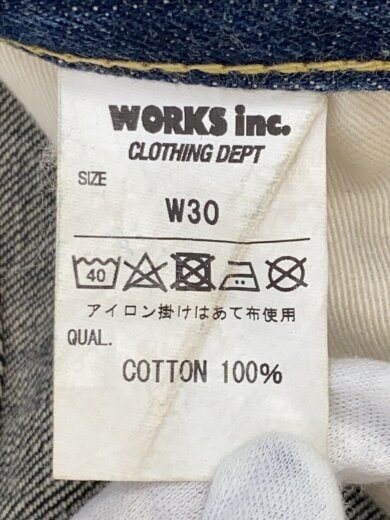 WORKS inc.
CLOTHING DEPT
SIZE
W30
40
アイロン掛けはあて布使用
QUAL.
COTTON 100%